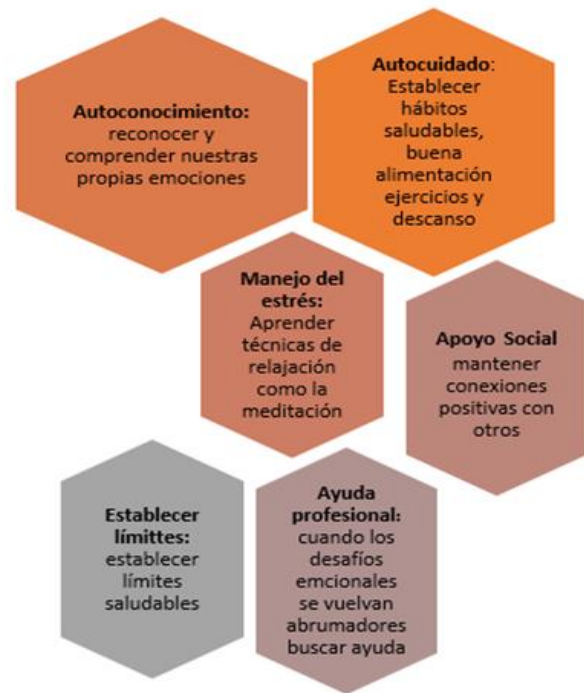 Autoconocimiento:
reconocer y
comprender nuestras
propias emociones
Autocuidado:
Establecer
hábitos
saludables,
buena
alimentación
ejercicios y
descanso
Manejo del
estrés:
Aprender
técnicas de
relajación
como la
meditación
Apoyo Social
mantener
conexiones
positivas con
otros
Establecer
límittes:
establecer
límites
saludables
Ayuda
profesional:
cuando los
desafíos
emcionales
se vuelvan
abrumadores
buscar ayuda